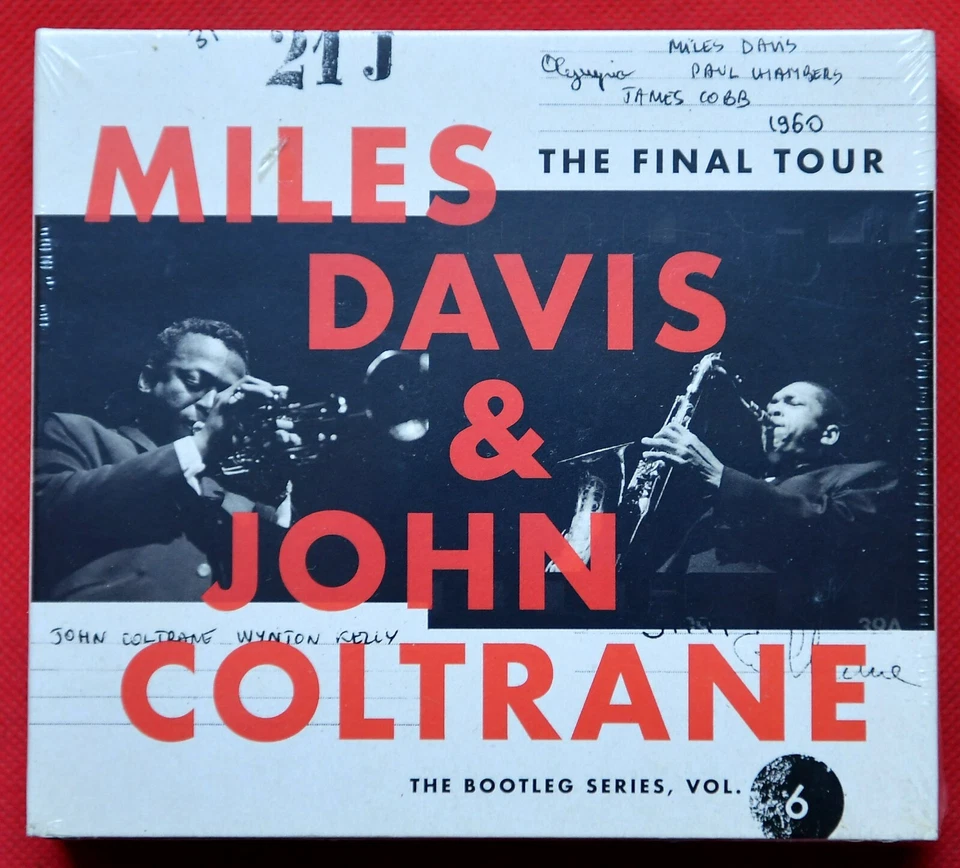 21 J
MILES DAVIS
Olympia PAUL CHAMBERS
JAMES COBB
1960
THE FINAL TOUR
MILES
DAVIS
&
JOHN
39A
JOHN COLTRANE WYNTON KELLY
COLTRANE
THE BOOTLEG SERIES, VOL. 6